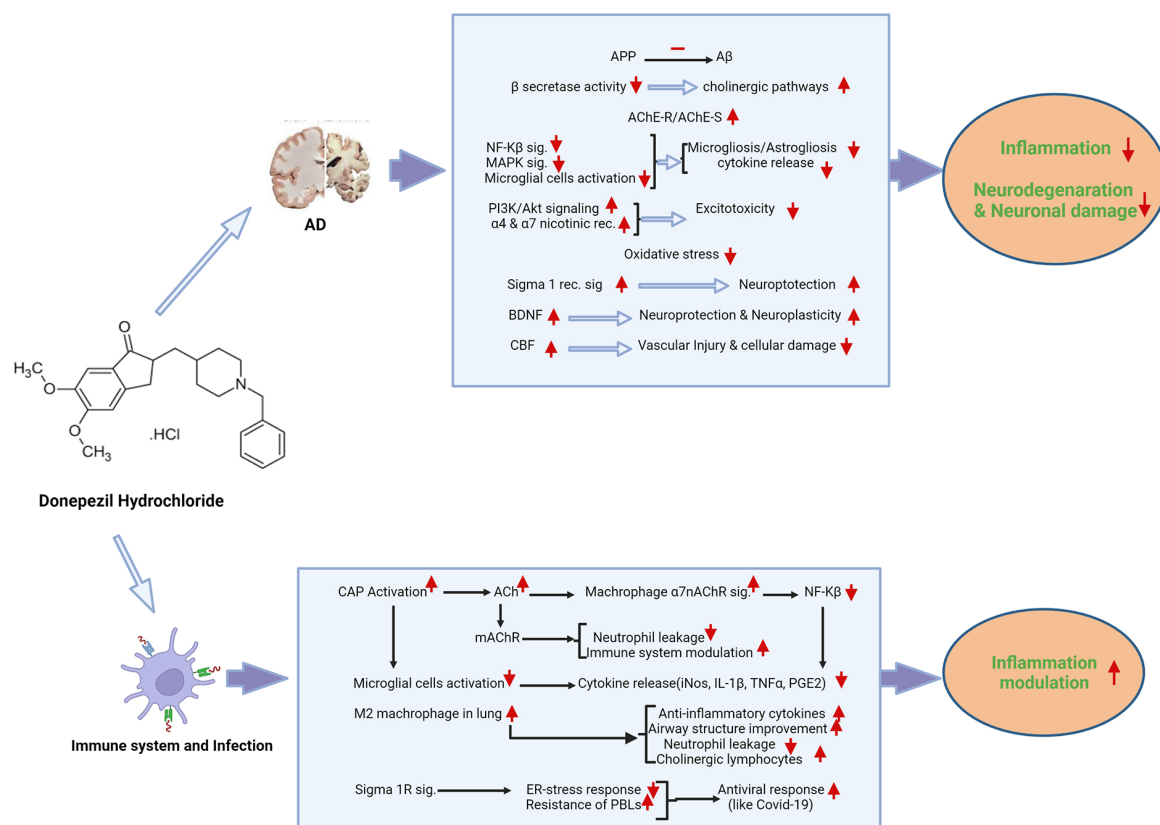 APP
Aβ
β secretase activity
cholinergic pathways
AChE-R/AChE-S
NF-Kβ sig.
MAPK sig.
Microglial cells activation
Microgliosis/Astrogliosis
cytokine release
PI3K/Akt signaling
α4 & α7 nicotinic rec.
Excitotoxicity
Oxidative stress
Sigma 1 rec. sig
Neuroptotection
BDNF
Neuroprotection & Neuroplasticity
CBF
Vascular Injury & cellular damage
Inflammation
Neurodegenaration
& Neuronal damage
AD
O
H₃C
O
O
CH₃
N
.HCl
Donepezil Hydrochloride
Immune system and Infection
CAP Activation
ACh
Machrophage α7nAChR sig.
NF-Kβ
mAChR
Neutrophil leakage
Immune system modulation
Microglial cells activation
Cytokine release(iNos, IL-1β, TNFα, PGE2)
M2 machrophage in lung
Anti-inflammatory cytokines
Airway structure improvement
Neutrophil leakage
Cholinergic lymphocytes
Sigma 1R sig.
ER-stress response
Resistance of PBLs
Antiviral response
(like Covid-19)
Inflammation
modulation